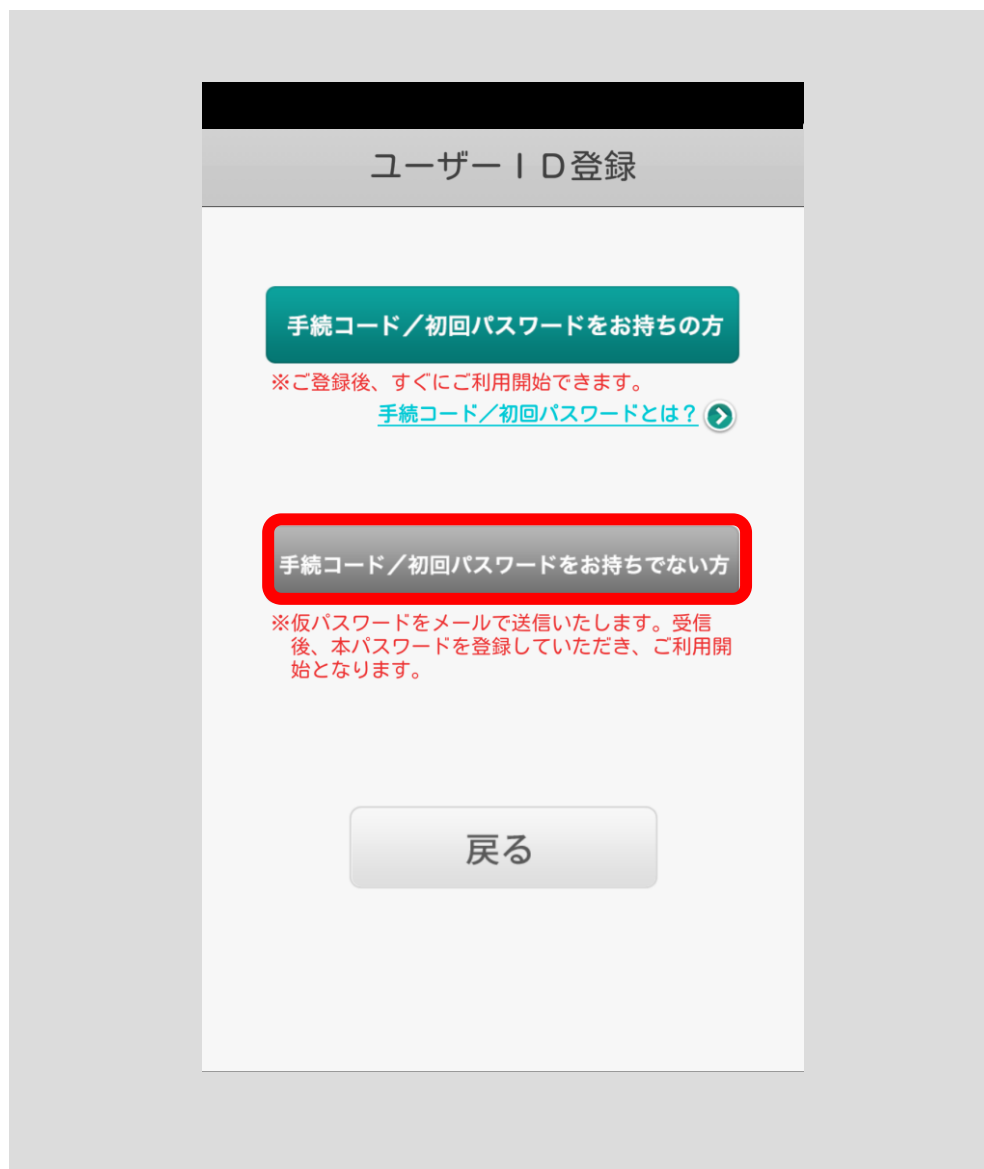 ユーザーＩＤ登録
手続コード／初回パスワードをお持ちの方
※ご登録後、すぐにご利用開始できます。
手続コード／初回パスワードとは？
手続コード／初回パスワードをお持ちでない方
※仮パスワードをメールで送信いたします。受信
後、本パスワードを登録していただき、ご利用開
始となります。
戻る